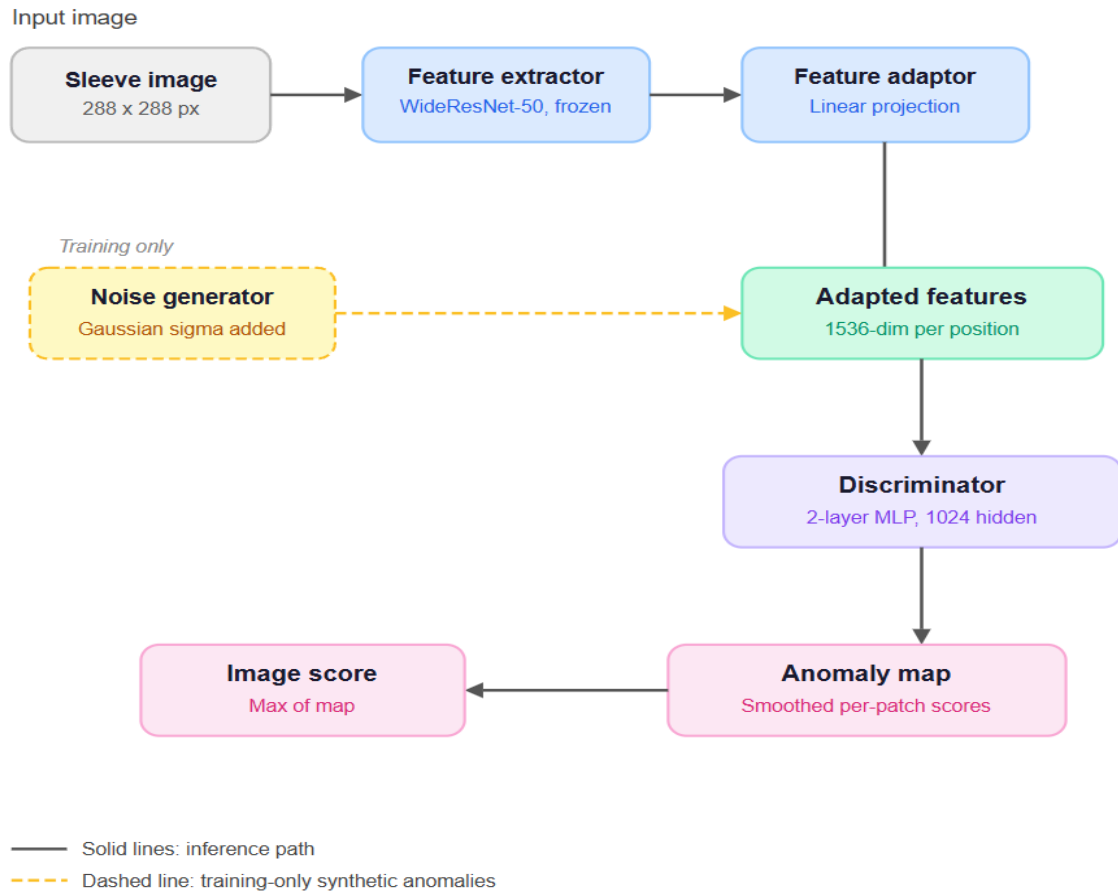 Input image
Sleeve image
288 x 288 px
Feature extractor
WideResNet-50, frozen
Feature adaptor
Linear projection
Training only
Noise generator
Gaussian sigma added
Adapted features
1536-dim per position
Discriminator
2-layer MLP, 1024 hidden
Image score
Max of map
Anomaly map
Smoothed per-patch scores
Solid lines: inference path
Dashed line: training-only synthetic anomalies